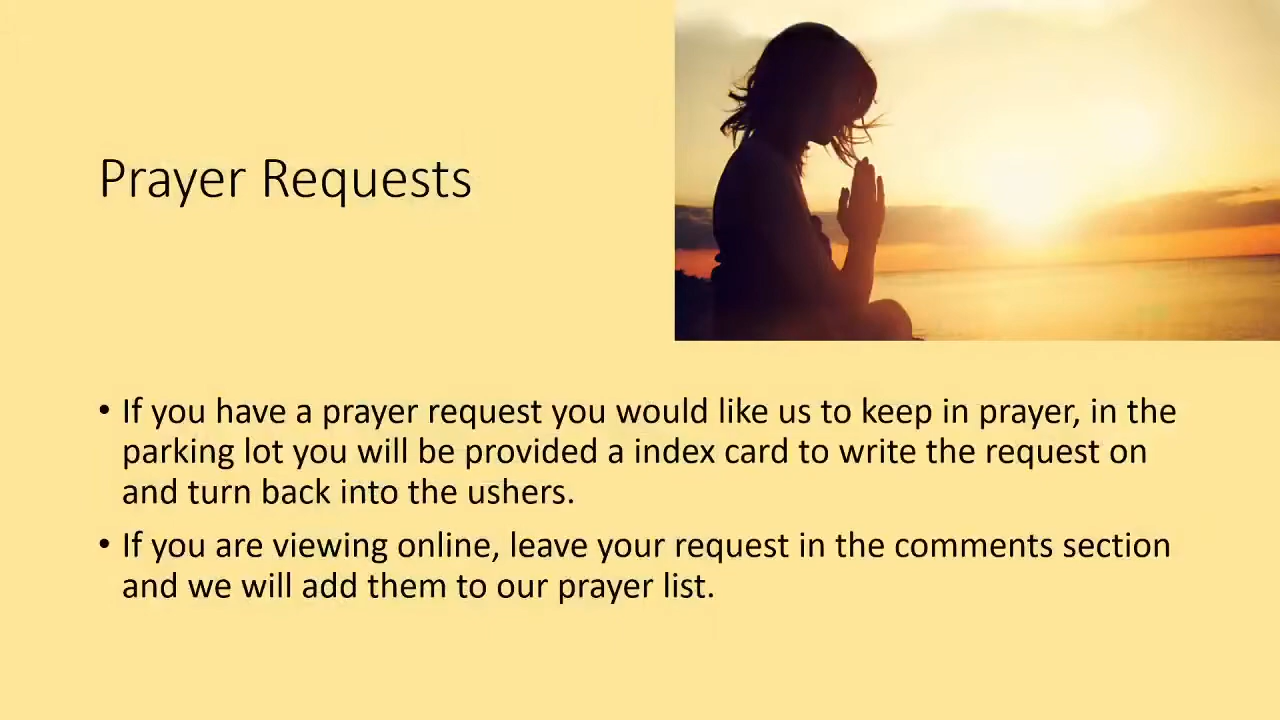 Prayer Requests
• If you have a prayer request you would like us to keep in prayer, in the
parking lot you will be provided a index card to write the request on
and turn back into the ushers.
• If you are viewing online, leave your request in the comments section
and we will add them to our prayer list.